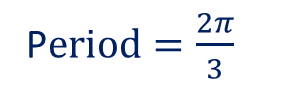 Period = 2π/3